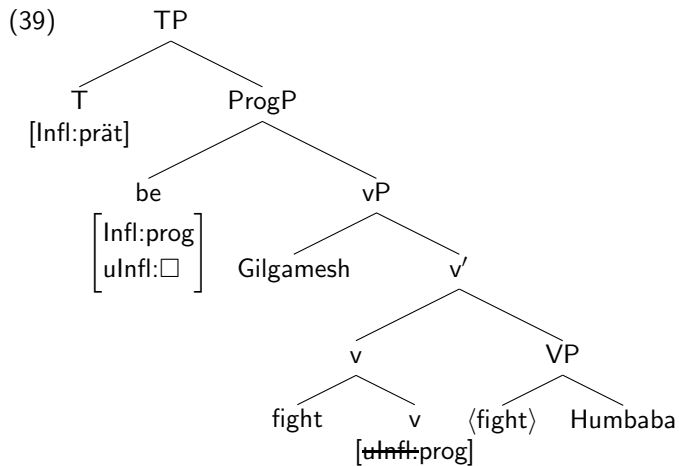 (39) TP
T ProgP
[Infl:prät]
be vP
[Infl:prog
uInfl:□] Gilgamesh v′
v VP
fight v ⟨fight⟩ Humbaba
[uInfl:prog]